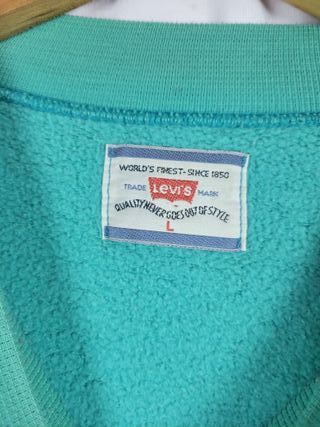 WORLD'S FINEST-SINCE 1850
TRADE Levi's MARK
QUALITY NEVER GOES OUT OF STYLE
L